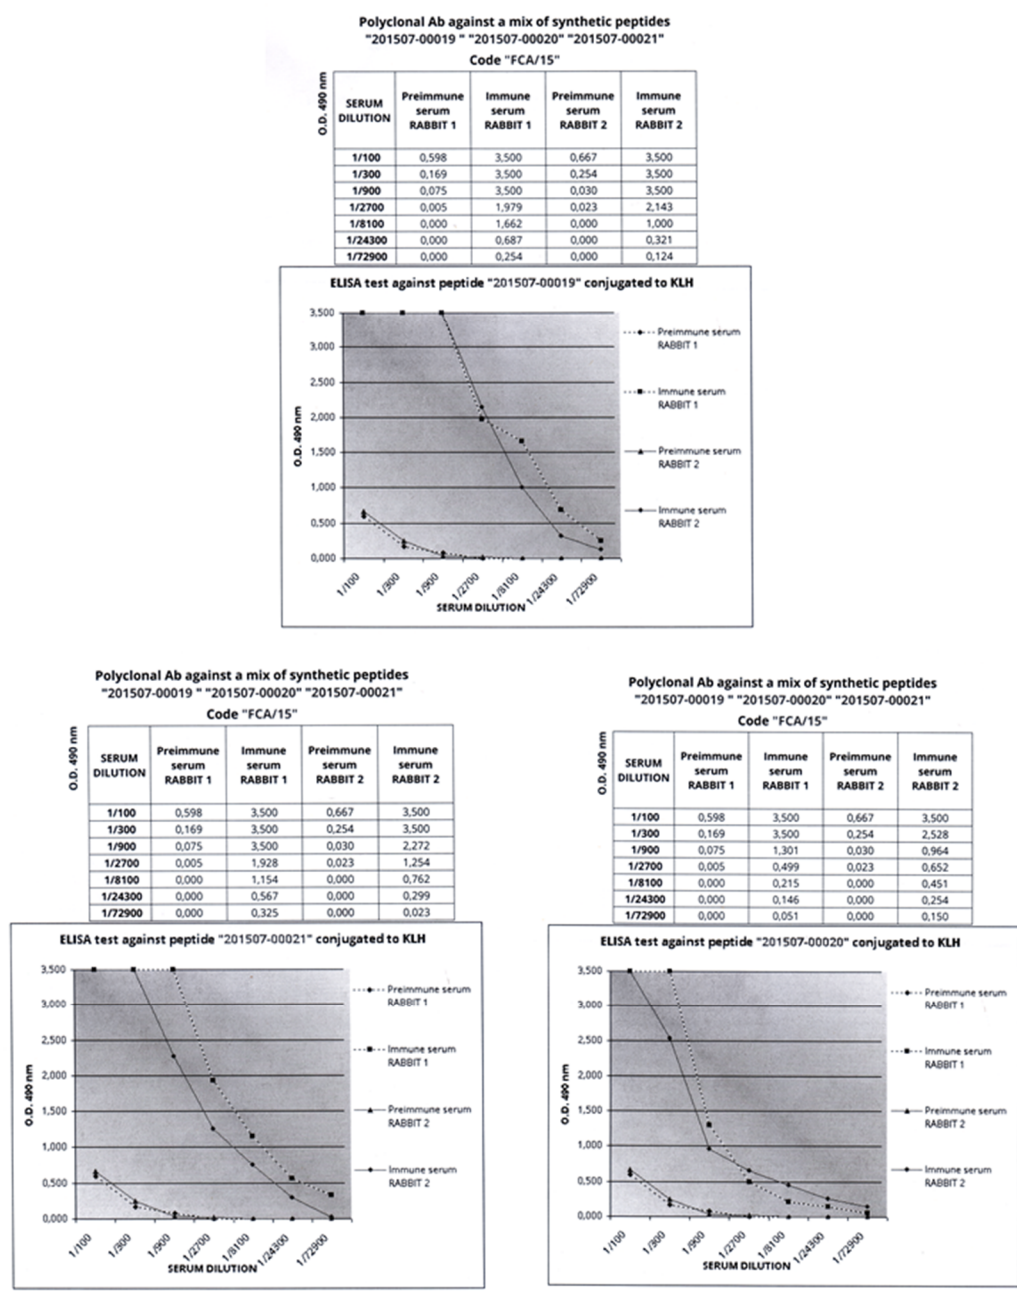 Polyclonal Ab against a mix of synthetic peptides
"201507-00019 " "201507-00020" "201507-00021"
Code "FCA/15"
O.D. 490 nm
SERUM DILUTION Preimmune serum RABBIT 1 Immune serum RABBIT 1 Preimmune serum RABBIT 2 Immune serum RABBIT 2
1/100 0,598 3,500 0,667 3,500
1/300 0,169 3,500 0,254 3,500
1/900 0,075 3,500 0,030 3,500
1/2700 0,005 1,979 0,023 2,143
1/8100 0,000 1,662 0,000 1,000
1/24300 0,000 0,687 0,000 0,321
1/72900 0,000 0,254 0,000 0,124
ELISA test against peptide "201507-00019" conjugated to KLH
O.D. 490 nm
3,500
3,000
2,500
2,000
1,500
1,000
0,500
0,000
1/100 1/300 1/900 1/2700 1/8100 1/24300 1/72900
SERUM DILUTION
Preimmune serum
RABBIT 1
Immune serum
RABBIT 1
Preimmune serum
RABBIT 2
Immune serum
RABBIT 2
Polyclonal Ab against a mix of synthetic peptides
"201507-00019 " "201507-00020" "201507-00021"
Code "FCA/15"
O.D. 490 nm
SERUM DILUTION Preimmune serum RABBIT 1 Immune serum RABBIT 1 Preimmune serum RABBIT 2 Immune serum RABBIT 2
1/100 0,598 3,500 0,667 3,500
1/300 0,169 3,500 0,254 3,500
1/900 0,075 3,500 0,030 2,272
1/2700 0,005 1,928 0,023 1,254
1/8100 0,000 1,154 0,000 0,762
1/24300 0,000 0,567 0,000 0,299
1/72900 0,000 0,325 0,000 0,023
ELISA test against peptide "201507-00021" conjugated to KLH
O.D. 490 nm
3,500
3,000
2,500
2,000
1,500
1,000
0,500
0,000
1/100 1/300 1/900 1/2700 1/8100 1/24300 1/72900
SERUM DILUTION
Preimmune serum
RABBIT 1
Immune serum
RABBIT 1
Preimmune serum
RABBIT 2
Immune serum
RABBIT 2
Polyclonal Ab against a mix of synthetic peptides
"201507-00019 " "201507-00020" "201507-00021"
Code "FCA/15"
O.D. 490 nm
SERUM DILUTION Preimmune serum RABBIT 1 Immune serum RABBIT 1 Preimmune serum RABBIT 2 Immune serum RABBIT 2
1/100 0,598 3,500 0,667 3,500
1/300 0,169 3,500 0,254 2,528
1/900 0,075 1,301 0,030 0,964
1/2700 0,005 0,499 0,023 0,652
1/8100 0,000 0,215 0,000 0,451
1/24300 0,000 0,146 0,000 0,254
1/72900 0,000 0,051 0,000 0,150
ELISA test against peptide "201507-00020" conjugated to KLH
O.D. 490 nm
3,500
3,000
2,500
2,000
1,500
1,000
0,500
0,000
1/100 1/300 1/900 1/2700 1/8100 1/24300 1/72900
SERUM DILUTION
Preimmune serum
RABBIT 1
Immune serum
RABBIT 1
Preimmune serum
RABBIT 2
Immune serum
RABBIT 2